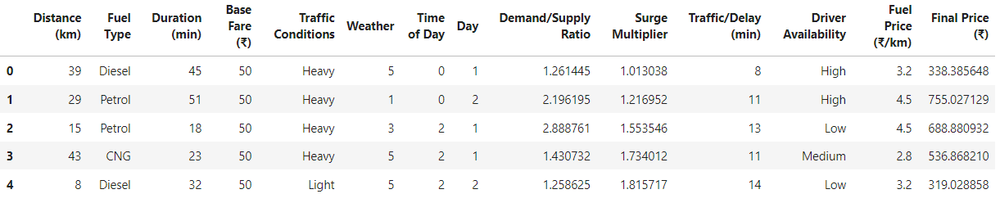 Distance (km) Fuel Type Duration (min) Base Fare (₹) Traffic Conditions Weather Time of Day Day Demand/Supply Ratio Surge Multiplier Traffic/Delay (min) Driver Availability Fuel Price (₹/km) Final Price (₹)
0 39 Diesel 45 50 Heavy 5 0 1 1.261445 1.013038 8 High 3.2 338.385648
1 29 Petrol 51 50 Heavy 1 0 2 2.196195 1.216952 11 High 4.5 755.027129
2 15 Petrol 18 50 Heavy 3 2 1 2.888761 1.553546 13 Low 4.5 688.880932
3 43 CNG 23 50 Heavy 5 2 1 1.430732 1.734012 11 Medium 2.8 536.868210
4 8 Diesel 32 50 Light 5 2 2 1.258625 1.815717 14 Low 3.2 319.028858